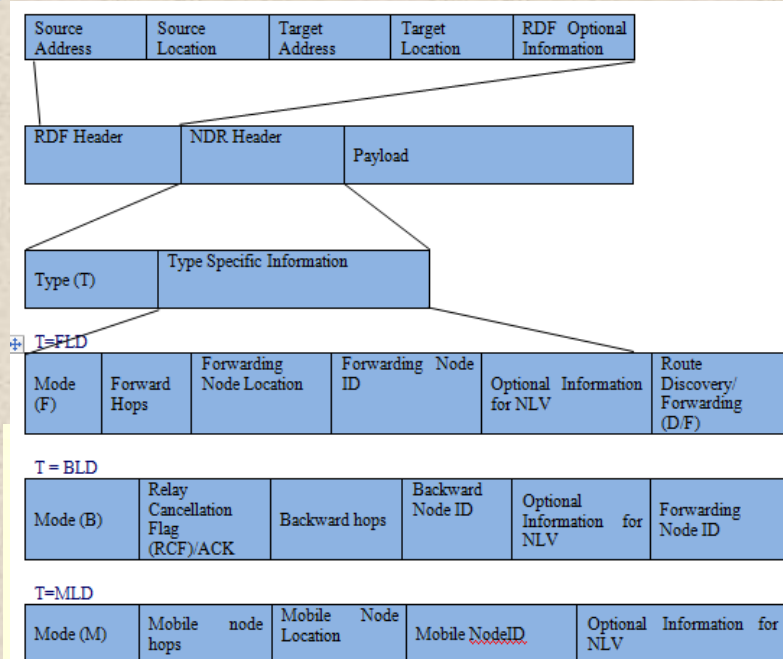 Source Address
Source Location
Target Address
Target Location
RDF Optional Information
RDF Header
NDR Header
Payload
Type (T)
Type Specific Information
T=FLD
Mode (F)
Forward Hops
Forwarding Node Location
Forwarding Node ID
Optional Information for NLV
Route Discovery/ Forwarding (D/F)
T = BLD
Mode (B)
Relay Cancellation Flag (RCF)/ACK
Backward hops
Backward Node ID
Optional Information for NLV
Forwarding Node ID
T=MLD
Mode (M)
Mobile node hops
Mobile Node Location
Mobile NodeID
Optional Information for NLV